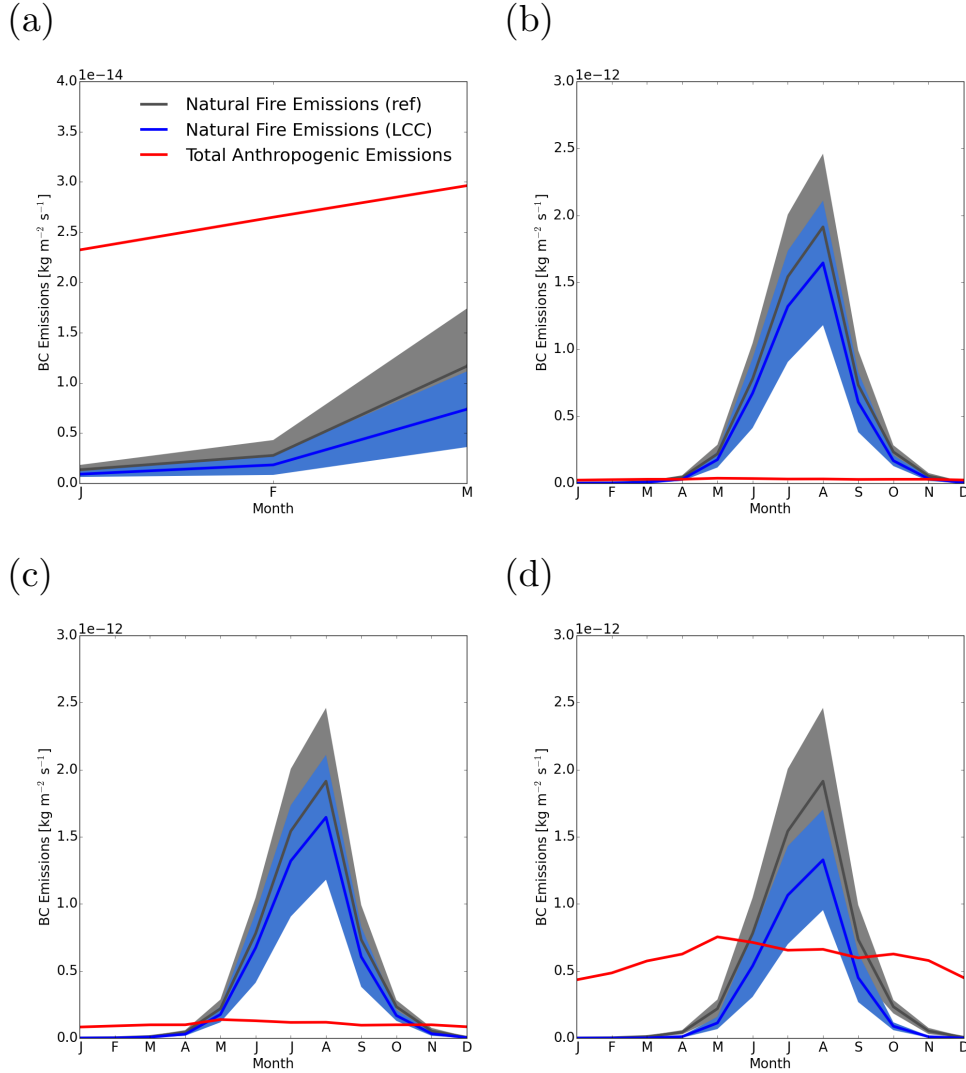 (a)
1e−14
4.0
3.5
3.0
2.5
2.0
1.5
1.0
0.5
0.0
BC Emissions [kg m⁻² s⁻¹]
Natural Fire Emissions (ref)
Natural Fire Emissions (LCC)
Total Anthropogenic Emissions
J F M
Month
(b)
1e−12
3.0
2.5
2.0
1.5
1.0
0.5
0.0
BC Emissions [kg m⁻² s⁻¹]
J F M A M J J A S O N D
Month
(c)
1e−12
3.0
2.5
2.0
1.5
1.0
0.5
0.0
BC Emissions [kg m⁻² s⁻¹]
J F M A M J J A S O N D
Month
(d)
1e−12
3.0
2.5
2.0
1.5
1.0
0.5
0.0
BC Emissions [kg m⁻² s⁻¹]
J F M A M J J A S O N D
Month